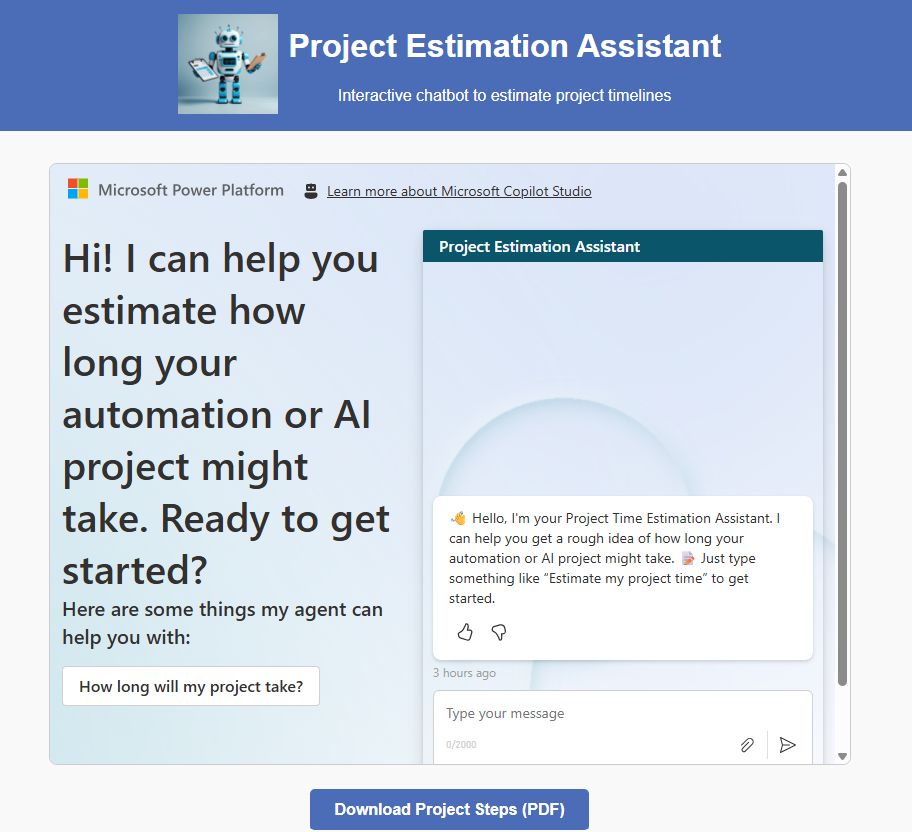 Project Estimation Assistant
Interactive chatbot to estimate project timelines
Microsoft Power Platform
Learn more about Microsoft Copilot Studio
Hi! I can help you
estimate how
long your
automation or AI
project might
take. Ready to get
started?
Here are some things my agent can
help you with:
How long will my project take?
Project Estimation Assistant
👋 Hello, I'm your Project Time Estimation Assistant. I
can help you get a rough idea of how long your
automation or AI project might take. 📝 Just type
something like “Estimate my project time” to get
started.
3 hours ago
Type your message
0/2000
Download Project Steps (PDF)